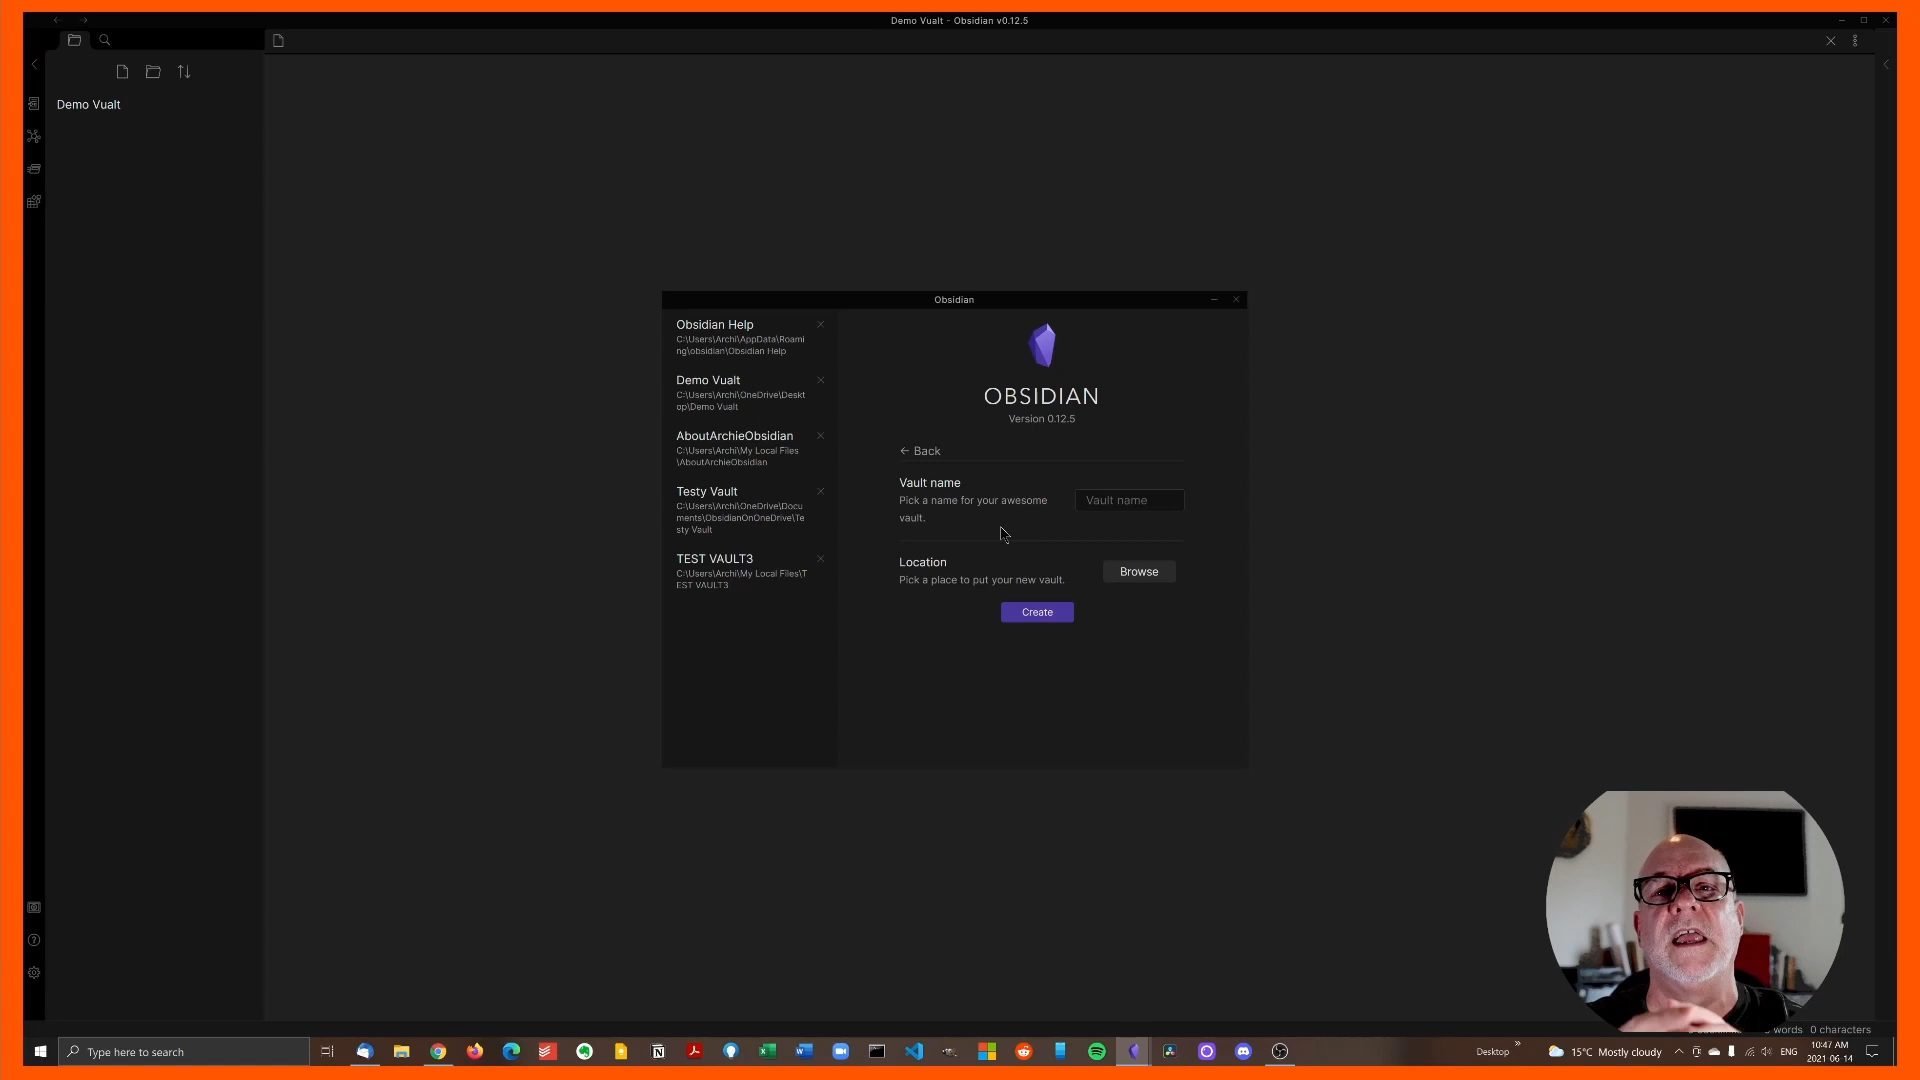 Demo Vualt - Obsidian v0.12.5
Demo Vualt
Obsidian
Obsidian Help
C:\Users\Archi\AppData\Roami
ng\obsidian\Obsidian Help
Demo Vualt
C:\Users\Archi\OneDrive\Deskt
op\Demo Vualt
AboutArchieObsidian
C:\Users\Archi\My Local Files
\AboutArchieObsidian
Testy Vault
C:\Users\Archi\OneDrive\Docu
ments\ObsidianOnOneDrive\Te
sty Vault
TEST VAULT3
C:\Users\Archi\My Local Files\T
EST VAULT3
OBSIDIAN
Version 0.12.5
← Back
Vault name
Pick a name for your awesome
vault.
Vault name
Location
Pick a place to put your new vault.
Browse
Create
words 0 characters
Type here to search
Desktop
15°C Mostly cloudy
ENG
10:47 AM
2021-06-14